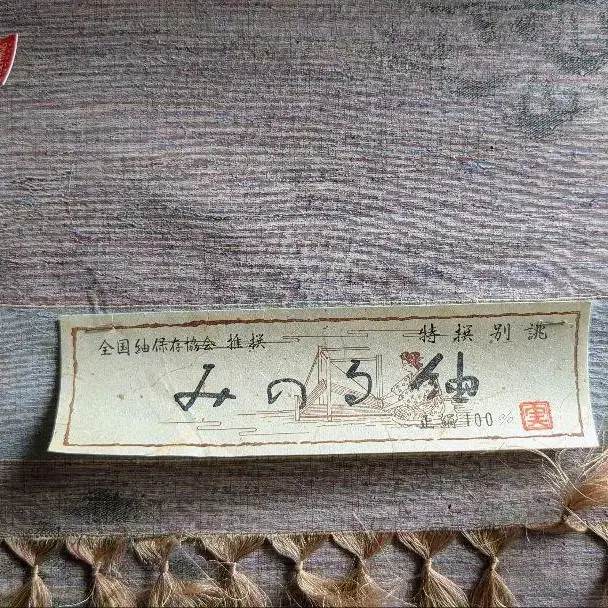 全国紬保存協会 推撰
特撰別誂
みのる紬
正絹100%
実